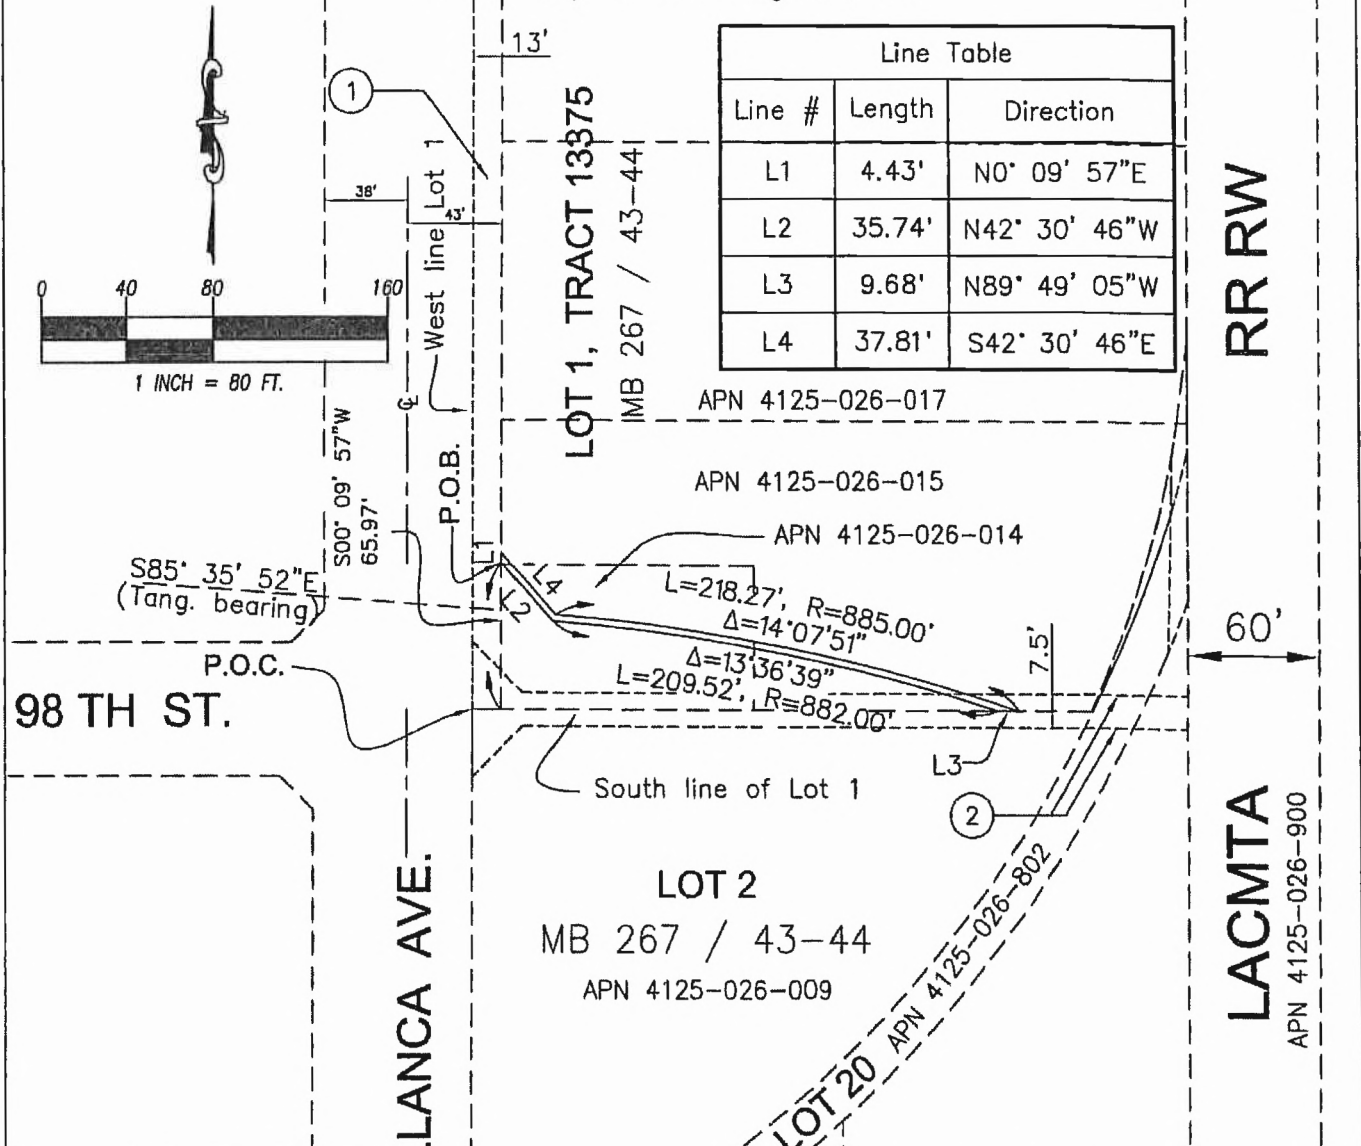 13'
1
Line Table
Line # Length Direction
L1 4.43' N0° 09' 57"E
L2 35.74' N42° 30' 46"W
L3 9.68' N89° 49' 05"W
L4 37.81' S42° 30' 46"E
38'
43'
West line Lot 1
LOT 1, TRACT 13375
MB 267 / 43-44
RR RW
0 40 80 160
1 INCH = 80 FT.
APN 4125-026-017
S00° 09' 57"W
65.97'
P.O.B.
APN 4125-026-015
APN 4125-026-014
L1
L4
L2
S85° 35' 52"E
(Tang. bearing)
L=218.27', R=885.00'
Δ=14°07'51"
Δ=13°36'39"
L=209.52', R=882.00'
7.5'
60'
P.O.C.
98 TH ST.
L3
South line of Lot 1
2
LOT 2
MB 267 / 43-44
APN 4125-026-009
LLANCA AVE.
LOT 20 APN 4125-026-802
LACMTA
APN 4125-026-900